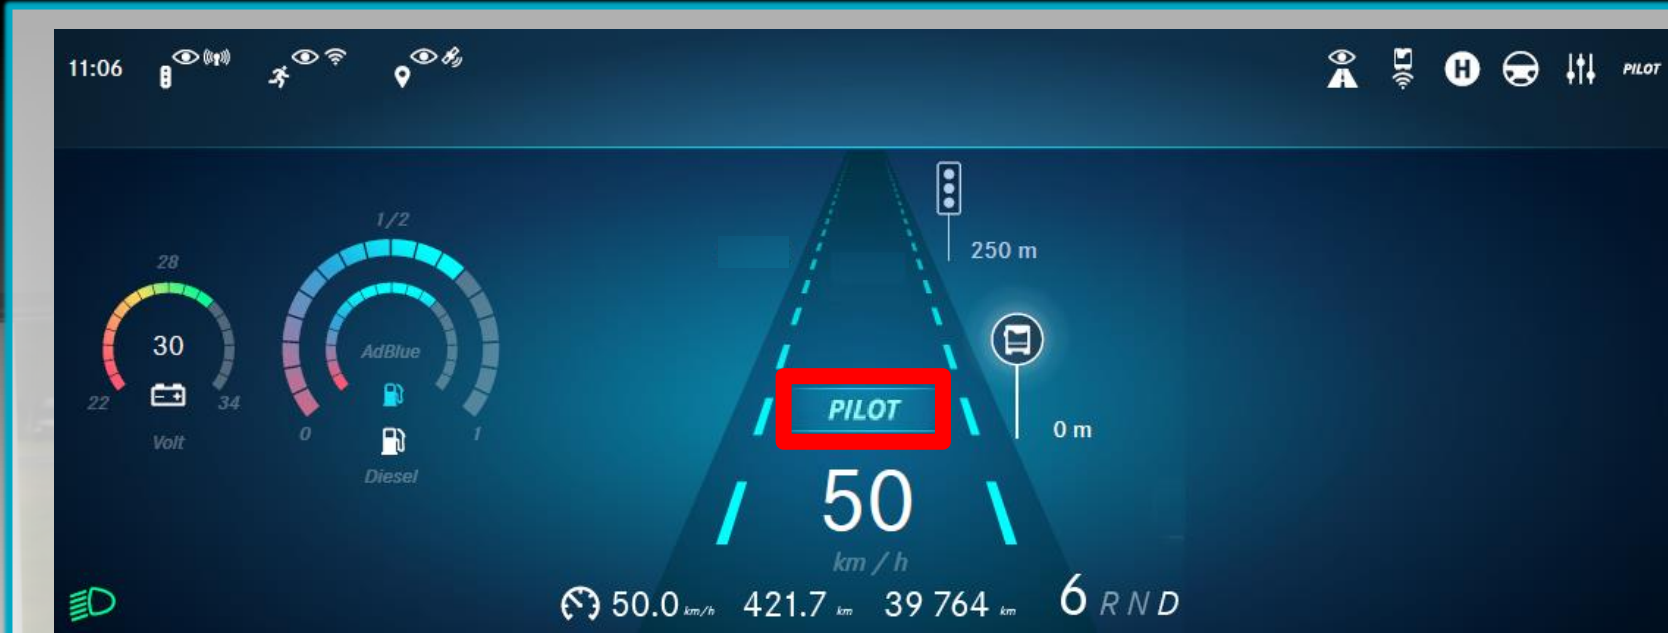 11:06
H
PILOT
1/2
250 m
28
30
AdBlue
22
34
Volt
0
1
Diesel
PILOT
0 m
50
km / h
50.0 km/h 421.7 km 39 764 km 6 R N D